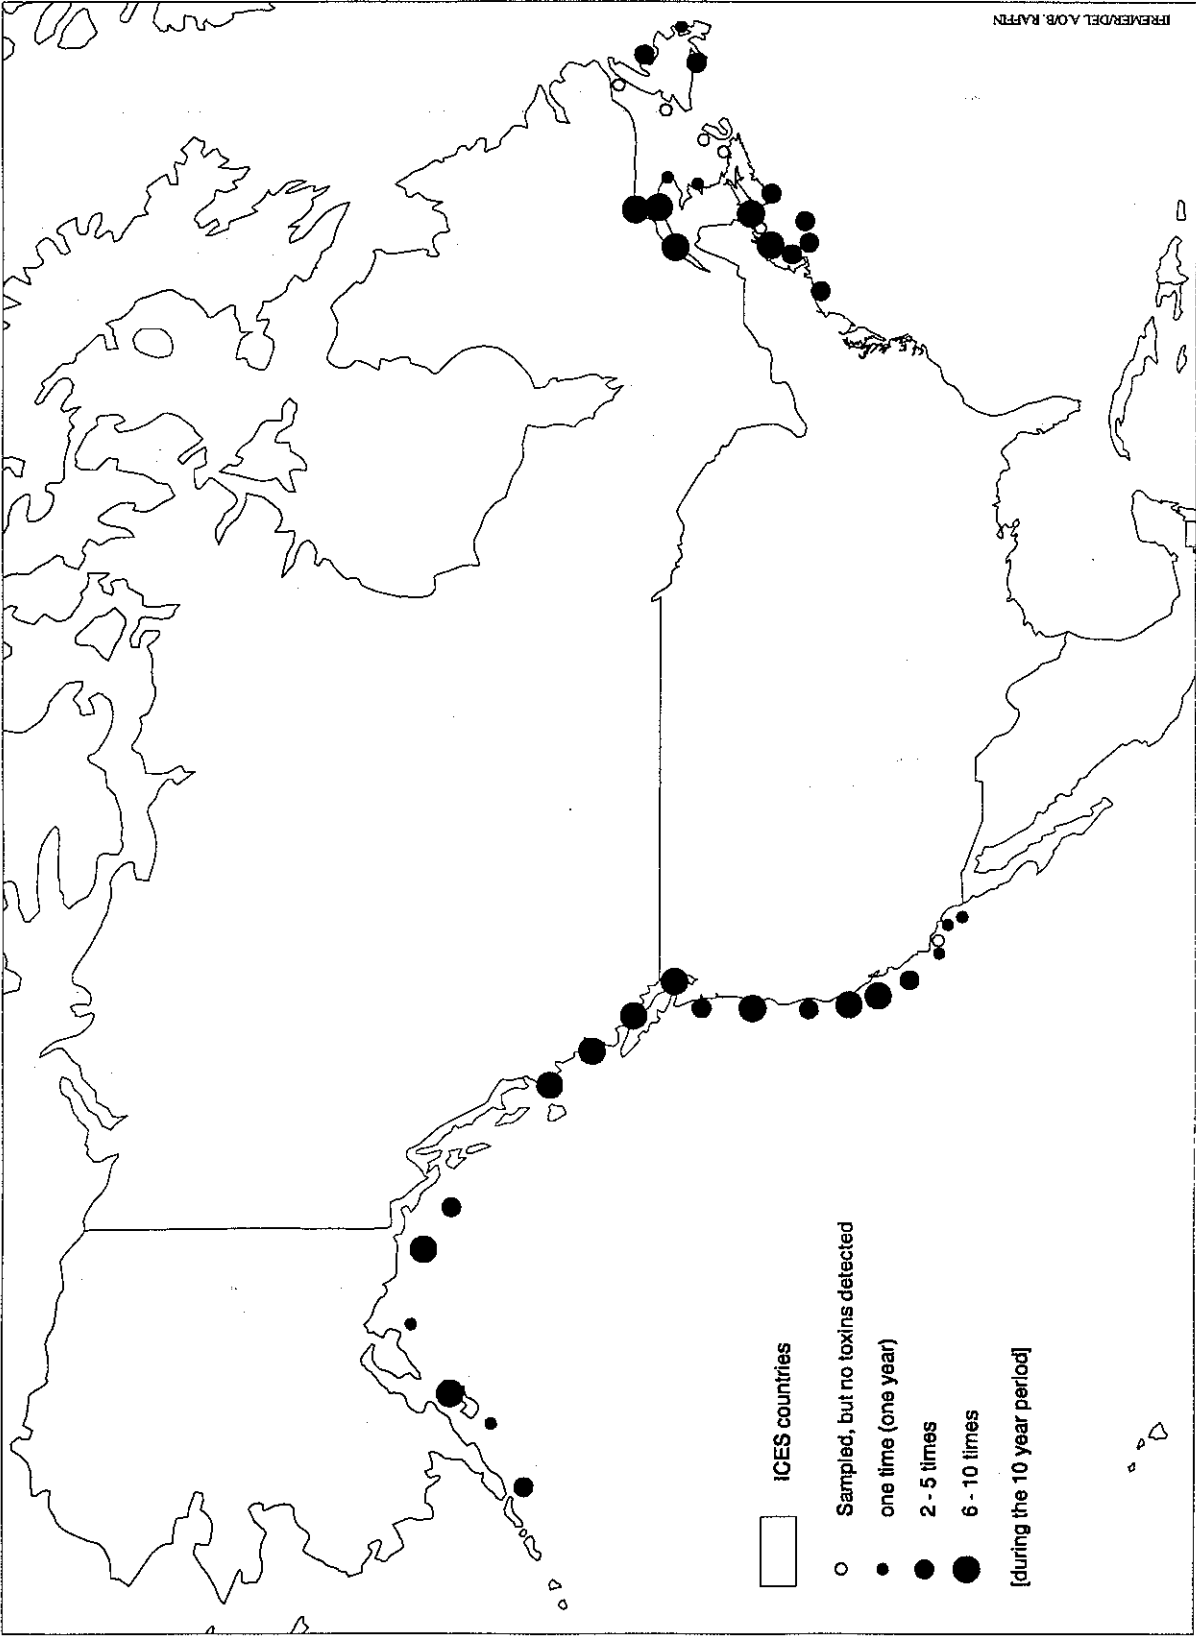 IFREMER/DEL A.O/B. RAFFIN
ICES countries
Sampled, but no toxins detected
one time (one year)
2 - 5 times
6 - 10 times
[during the 10 year period]